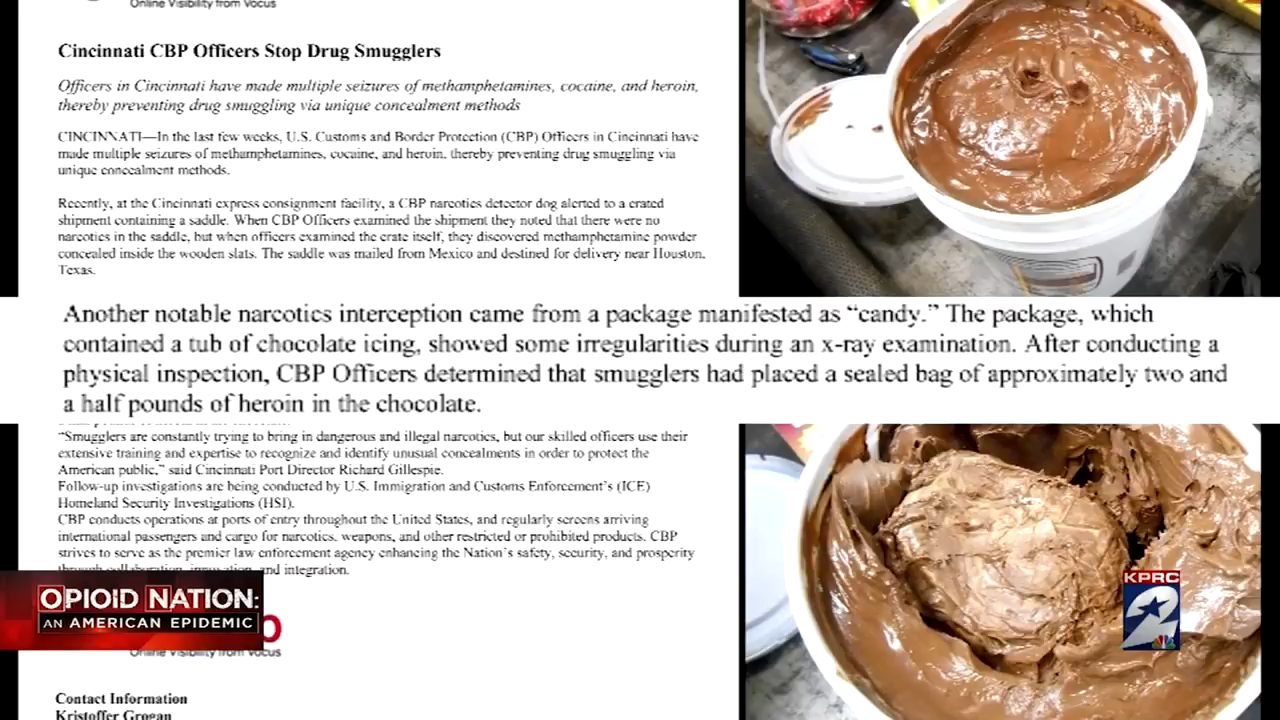 Online Visibility from Vocus
Cincinnati CBP Officers Stop Drug Smugglers
Officers in Cincinnati have made multiple seizures of methamphetamines, cocaine, and heroin,
thereby preventing drug smuggling via unique concealment methods
CINCINNATI—In the last few weeks, U.S. Customs and Border Protection (CBP) Officers in Cincinnati have
made multiple seizures of methamphetamines, cocaine, and heroin, thereby preventing drug smuggling via
unique concealment methods.
Recently, at the Cincinnati express consignment facility, a CBP narcotics detector dog alerted to a crated
shipment containing a saddle. When CBP Officers examined the shipment they noted that there were no
narcotics in the saddle, but when officers examined the crate itself, they discovered methamphetamine powder
concealed inside the wooden slats. The saddle was mailed from Mexico and destined for delivery near Houston,
Texas.
Another notable narcotics interception came from a package manifested as “candy.” The package, which
contained a tub of chocolate icing, showed some irregularities during an x-ray examination. After conducting a
physical inspection, CBP Officers determined that smugglers had placed a sealed bag of approximately two and
a half pounds of heroin in the chocolate.
“Smugglers are constantly trying to bring in dangerous and illegal narcotics, but our skilled officers use their
extensive training and expertise to recognize and identify unusual concealments in order to protect the
American public,” said Cincinnati Port Director Richard Gillespie.
Follow-up investigations are being conducted by U.S. Immigration and Customs Enforcement’s (ICE)
Homeland Security Investigations (HSI).
CBP conducts operations at ports of entry throughout the United States, and regularly screens arriving
international passengers and cargo for narcotics, weapons, and other restricted or prohibited products. CBP
strives to serve as the premier law enforcement agency enhancing the Nation’s safety, security, and prosperity
through collaboration, innovation, and integration.
OPIOID NATION:
AN AMERICAN EPIDEMIC
Online Visibility from Vocus
Contact Information
Kristoffer Grogan
KPRC
2